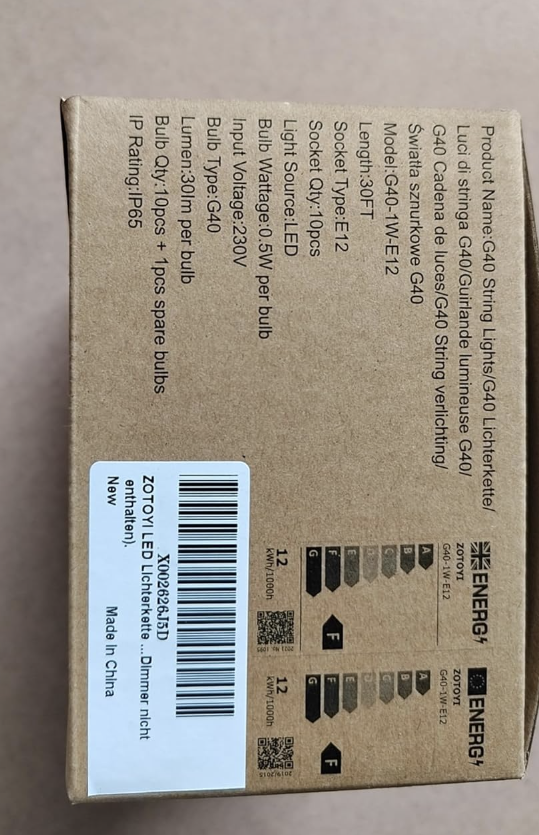 Product Name:G40 String Lights/G40 Lichterkette/
Luci di stringa G40/Guirlande lumineuse G40/
G40 Cadena de luces/G40 String verlichting/
Światła sznurkowe G40
Model:G40-1W-E12
Length:30FT
Socket Type:E12
Socket Qty:10pcs
Light Source:LED
Bulb Wattage:0.5W per bulb
Input Voltage:230V
Bulb Type:G40
Lumen:30lm per bulb
Bulb Qty:10pcs + 1pcs spare bulbs
IP Rating:IP65
ENERG
ZOTOYI
G40-1W-E12
A
B
C
D
E
F
G
F
12
kWh/1000h
ENERG
ZOTOYI
G40-1W-E12
A
B
C
D
E
F
G
F
12
kWh/1000h
2019/2015
X002626J5D
ZOTOYI LED Lichterkette ...Dimmer nicht
enthalten).
New Made in China